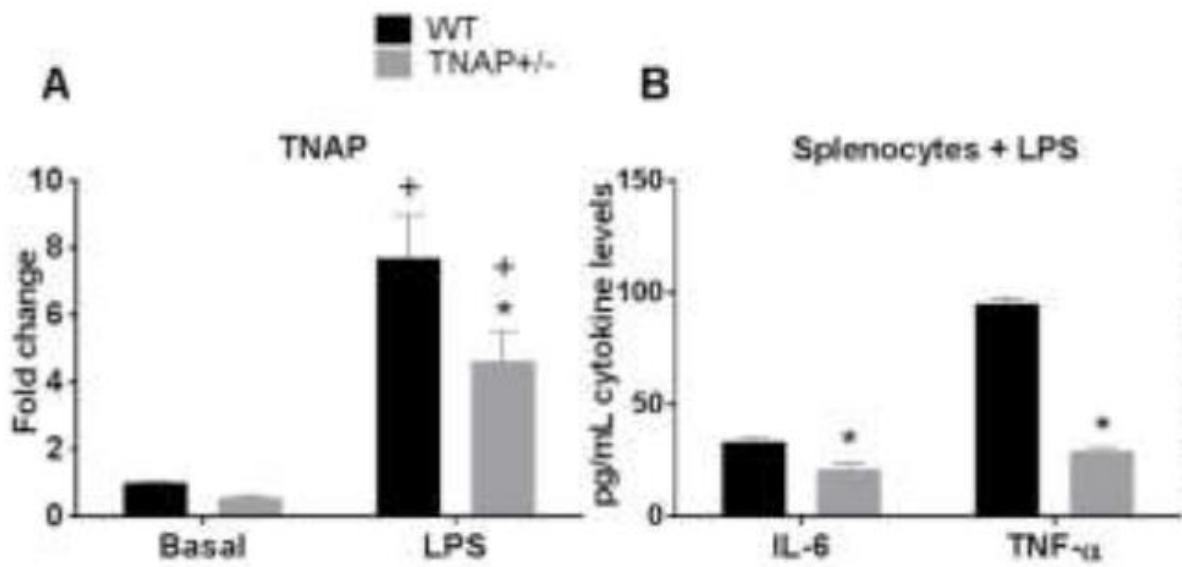 WT
TNAP+/-
A
B
TNAP
Splenocytes + LPS
Fold change
10
8
6
4
2
0
+
+
*
Basal
LPS
pg/mL cytokine levels
150
100
50
0
*
*
IL-6
TNF-α